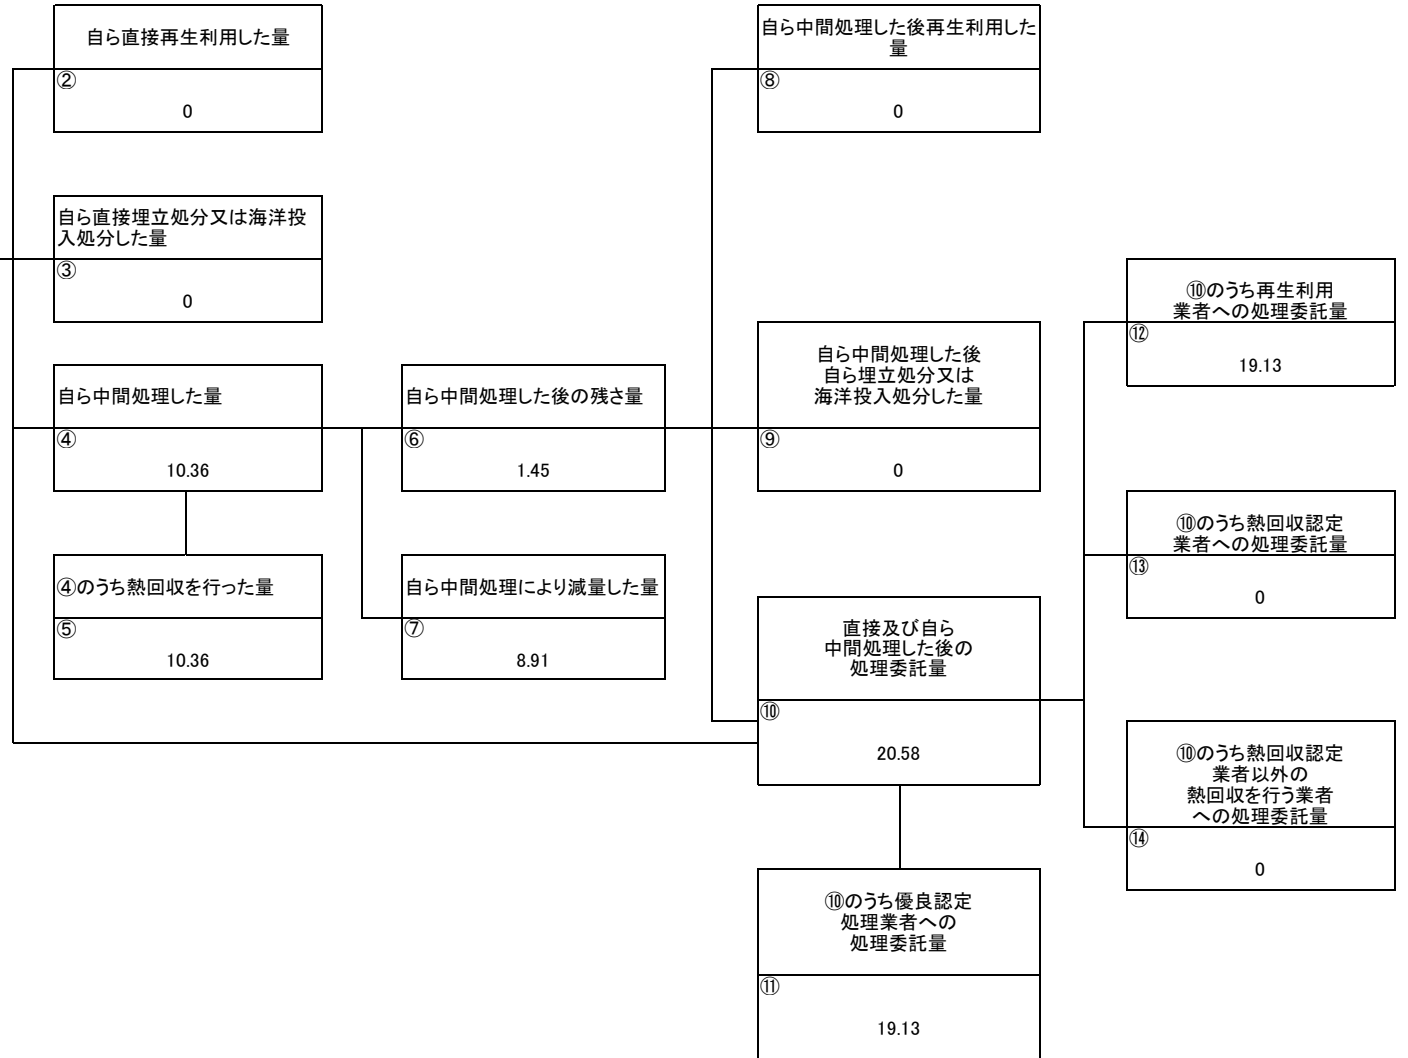 自ら直接再生利用した量
②
0
自ら直接埋立処分又は海洋投
入処分した量
③
0
自ら中間処理した量
④
10.36
④のうち熱回収を行った量
⑤
10.36
自ら中間処理した後の残さ量
⑥
1.45
自ら中間処理により減量した量
⑦
8.91
自ら中間処理した後再生利用した
量
⑧
0
自ら中間処理した後
自ら埋立処分又は
海洋投入処分した量
⑨
0
直接及び自ら
中間処理した後の
処理委託量
⑩
20.58
⑩のうち優良認定
処理業者への
処理委託量
⑪
19.13
⑩のうち再生利用
業者への処理委託量
⑫
19.13
⑩のうち熱回収認定
業者への処理委託量
⑬
0
⑩のうち熱回収認定
業者以外の
熱回収を行う業者
への処理委託量
⑭
0